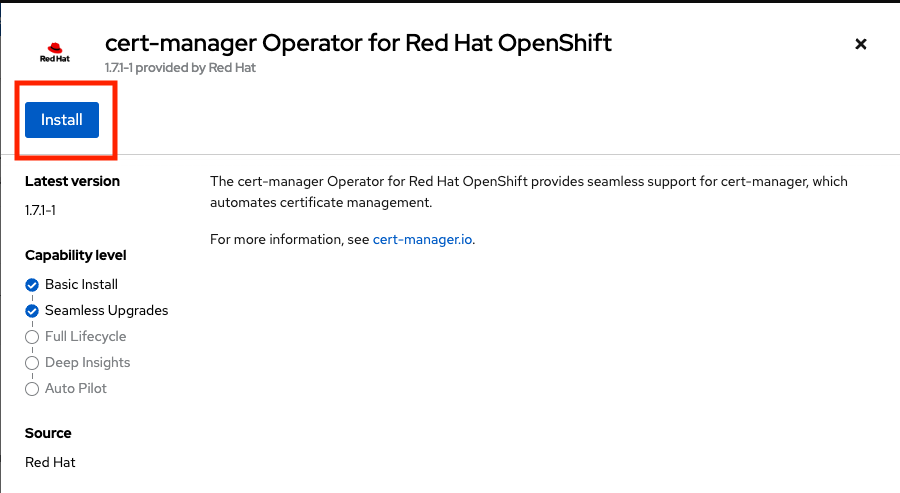 cert-manager Operator for Red Hat OpenShift
Red Hat
1.7.1-1 provided by Red Hat
Install
Latest version
1.7.1-1
Capability level
Basic Install
Seamless Upgrades
Full Lifecycle
Deep Insights
Auto Pilot
Source
Red Hat
The cert-manager Operator for Red Hat OpenShift provides seamless support for cert-manager, which
automates certificate management.
For more information, see cert-manager.io.